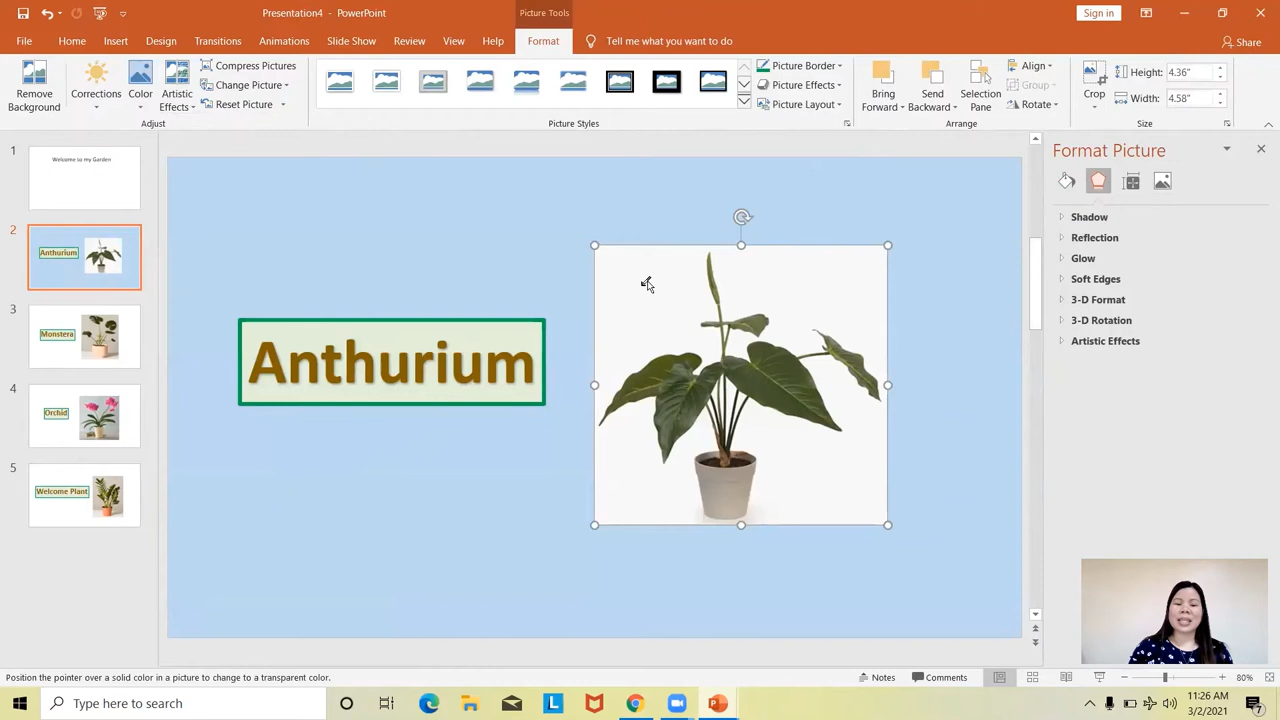 Presentation4 - PowerPoint
Picture Tools
Sign in
File
Home
Insert
Design
Transitions
Animations
Slide Show
Review
View
Help
Format
Tell me what you want to do
Share
Remove Background
Corrections
Color
Artistic Effects
Compress Pictures
Change Picture
Reset Picture
Adjust
Picture Styles
Picture Border
Picture Effects
Picture Layout
Bring Forward
Send Backward
Selection Pane
Align
Group
Rotate
Arrange
Crop
Height: 4.36"
Width: 4.58"
Size
1
Welcome to my Garden
2
Anthurium
3
Monstera
4
Orchid
5
Welcome Plant
Anthurium
Format Picture
Shadow
Reflection
Glow
Soft Edges
3-D Format
3-D Rotation
Artistic Effects
Position the pointer over a solid color in a picture to change to a transparent color.
Notes
Comments
80%
Type here to search
11:26 AM
3/2/2021
7